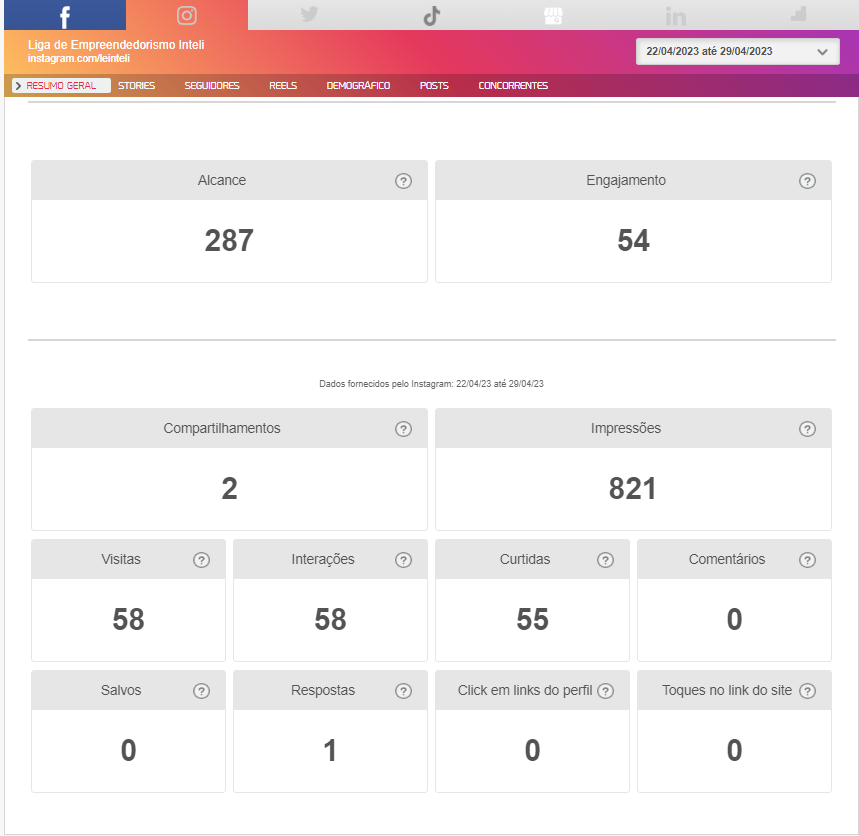 Liga de Empreendedorismo Inteli
instagram.com/leinteli
22/04/2023 até 29/04/2023
RESUMO GERAL STORIES SEGUIDORES REELS DEMOGRÁFICO POSTS CONCORRENTES
Alcance ? Engajamento ?
287 54
Dados fornecidos pelo Instagram: 22/04/23 até 29/04/23
Compartilhamentos ? Impressões ?
2 821
Visitas ? Interações ? Curtidas ? Comentários ?
58 58 55 0
Salvos ? Respostas ? Click em links do perfil ? Toques no link do site ?
0 1 0 0